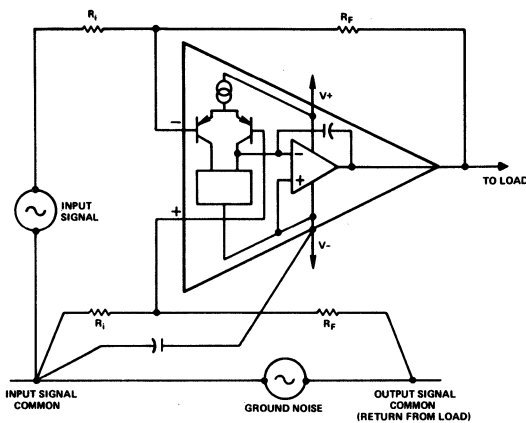 Ri
RF
V+
−
−
+
TO LOAD
INPUT
SIGNAL
+
V-
Ri
RF
INPUT SIGNAL
COMMON
GROUND NOISE
OUTPUT SIGNAL
COMMON
(RETURN FROM LOAD)